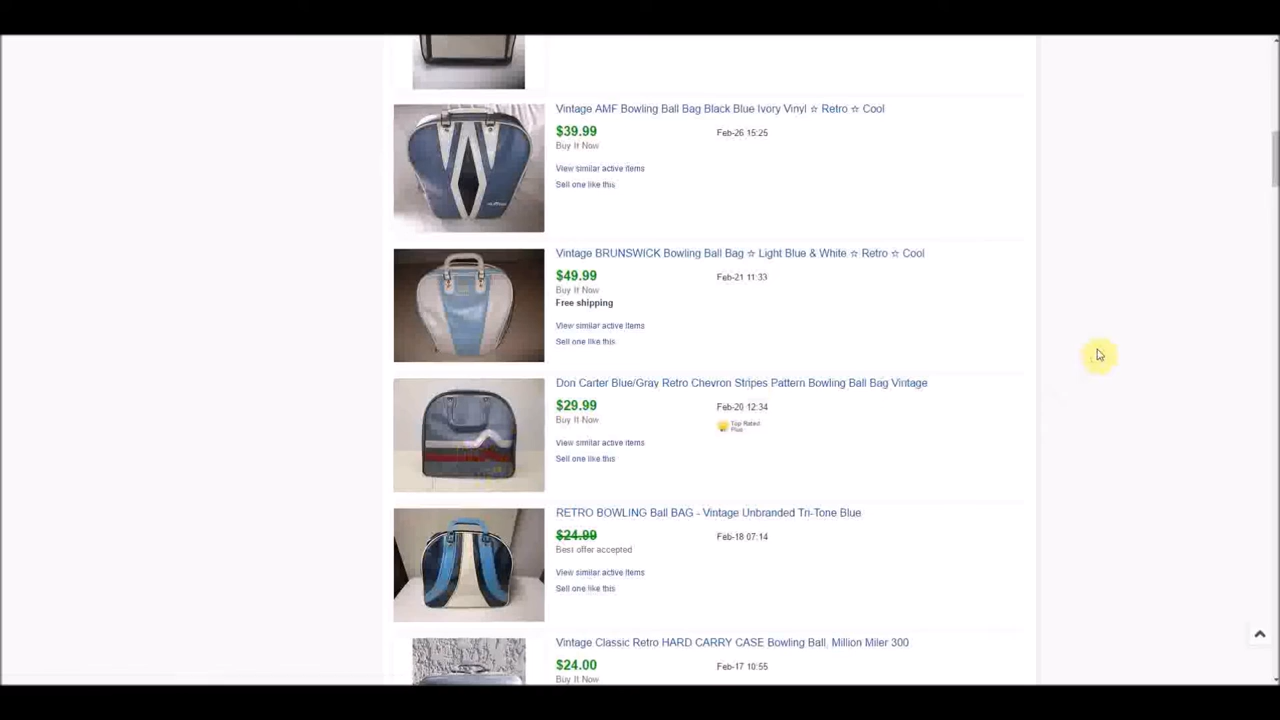 Vintage AMF Bowling Ball Bag Black Blue Ivory Vinyl ☆ Retro ☆ Cool
$39.99 Feb-26 15:25
Buy It Now
View similar active items
Sell one like this
Vintage BRUNSWICK Bowling Ball Bag ☆ Light Blue & White ☆ Retro ☆ Cool
$49.99 Feb-21 11:33
Buy It Now
Free shipping
View similar active items
Sell one like this
Don Carter Blue/Gray Retro Chevron Stripes Pattern Bowling Ball Bag Vintage
$29.99 Feb-20 12:34
Buy It Now
Top Rated
Plus
View similar active items
Sell one like this
RETRO BOWLING Ball BAG - Vintage Unbranded Tri-Tone Blue
$24.99 Feb-18 07:14
Best offer accepted
View similar active items
Sell one like this
Vintage Classic Retro HARD CARRY CASE Bowling Ball, Million Miler 300
$24.00 Feb-17 10:55
Buy It Now